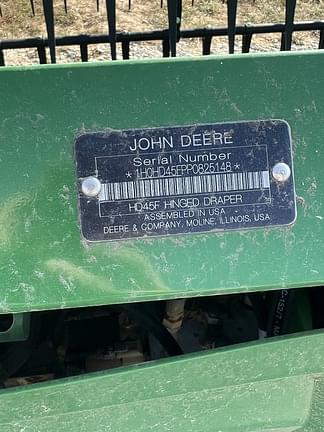 JOHN DEERE
Serial Number
*1H0HD45FPP0825148*
HD45F HINGED DRAPER
ASSEMBLED IN USA
DEERE & COMPANY, MOLINE, ILLINOIS, USA